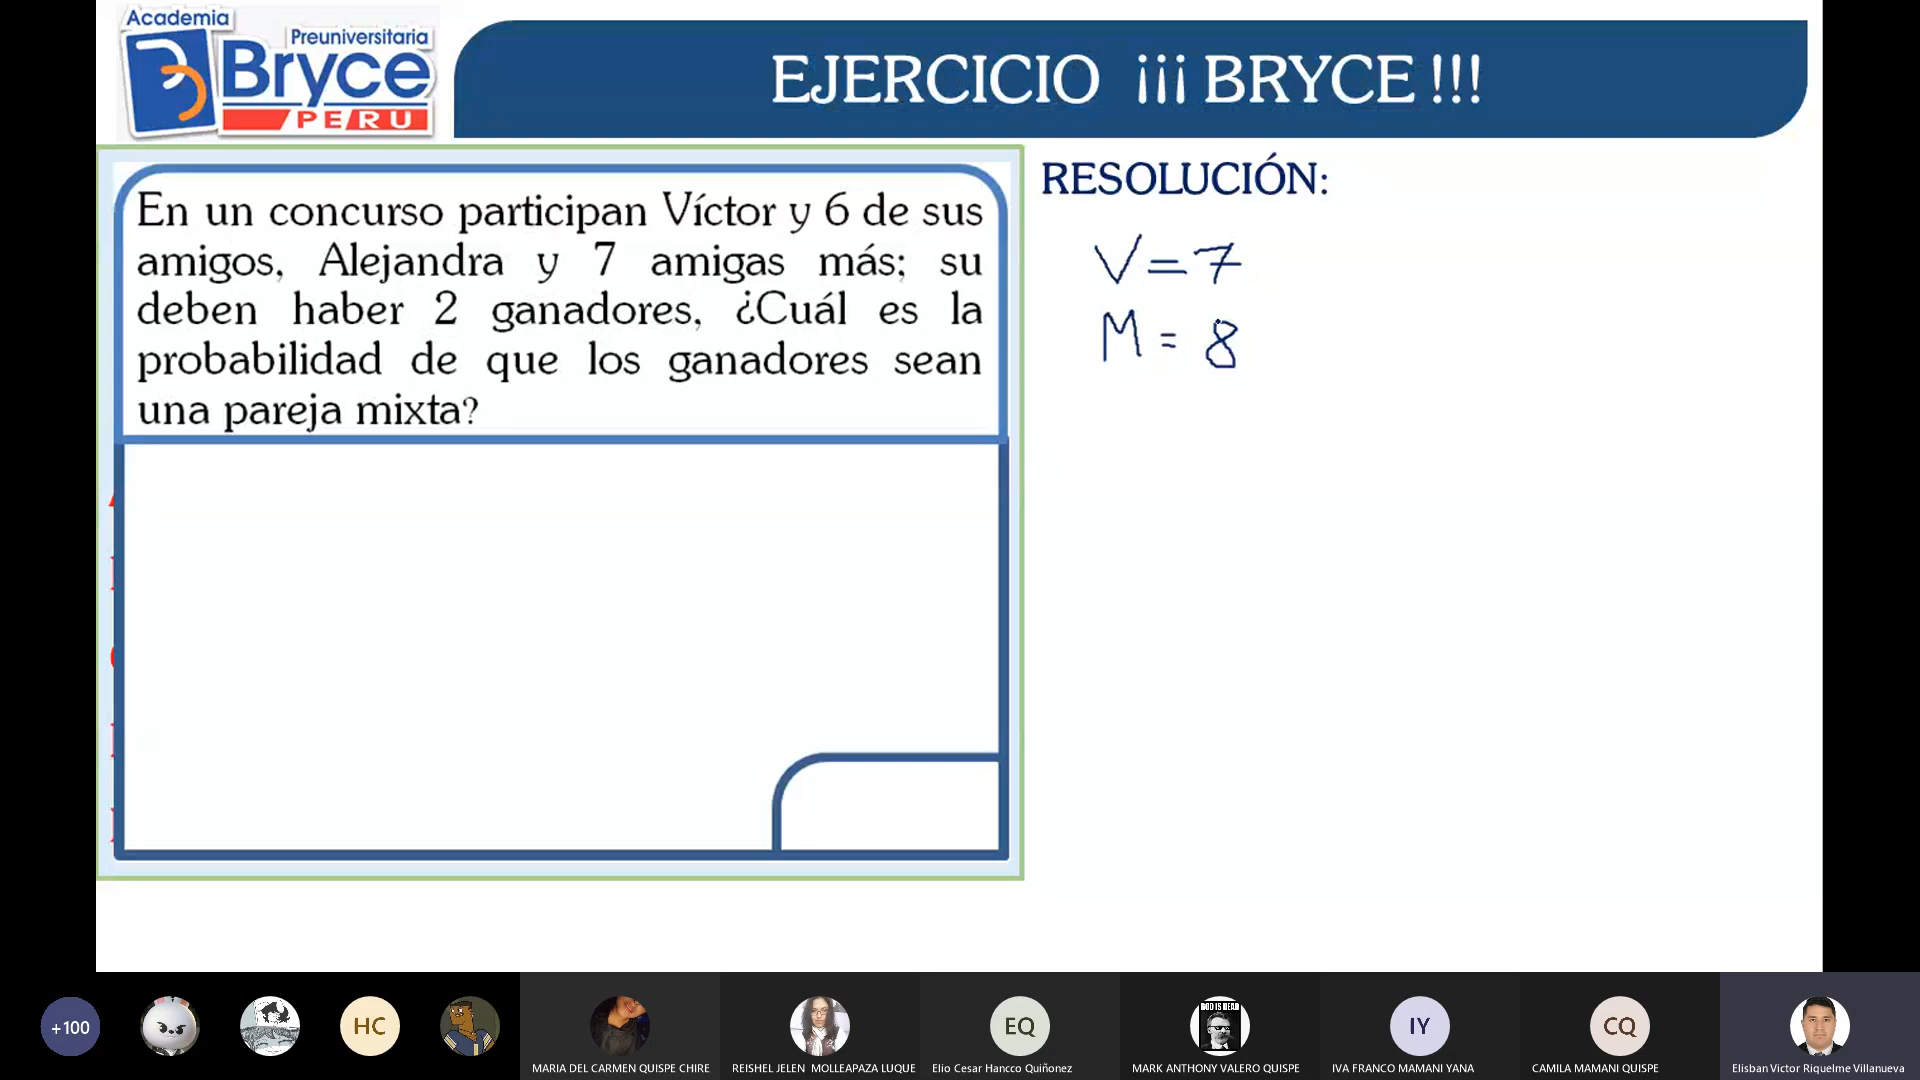 Academia
Preuniversitaria
Bryce
PERU
EJERCICIO ¡¡¡ BRYCE !!!
En un concurso participan Víctor y 6 de sus
amigos, Alejandra y 7 amigas más; su
deben haber 2 ganadores, ¿Cuál es la
probabilidad de que los ganadores sean
una pareja mixta?
RESOLUCIÓN:
V = 7
M = 8
+100
HC
GOD IS DEAD
EQ
IY
CQ
MARIA DEL CARMEN QUISPE CHIRE
REISHEL JELEN MOLLEAPAZA LUQUE
Elio Cesar Hancco Quiñonez
MARK ANTHONY VALERO QUISPE
IVA FRANCO MAMANI YANA
CAMILA MAMANI QUISPE
Elisban Victor Riquelme Villanueva